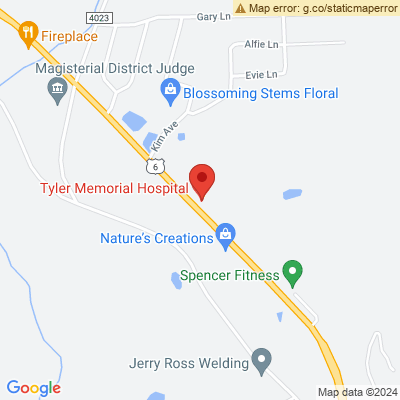 Map error: g.co/staticmaperror
4023
Gary Ln
Fireplace
Alfie Ln
Magisterial District Judge
Evie Ln
Blossoming Stems Floral
Kim Ave
6
Tyler Memorial Hospital
Nature's Creations
Spencer Fitness
Jerry Ross Welding
Google
Map data ©2024